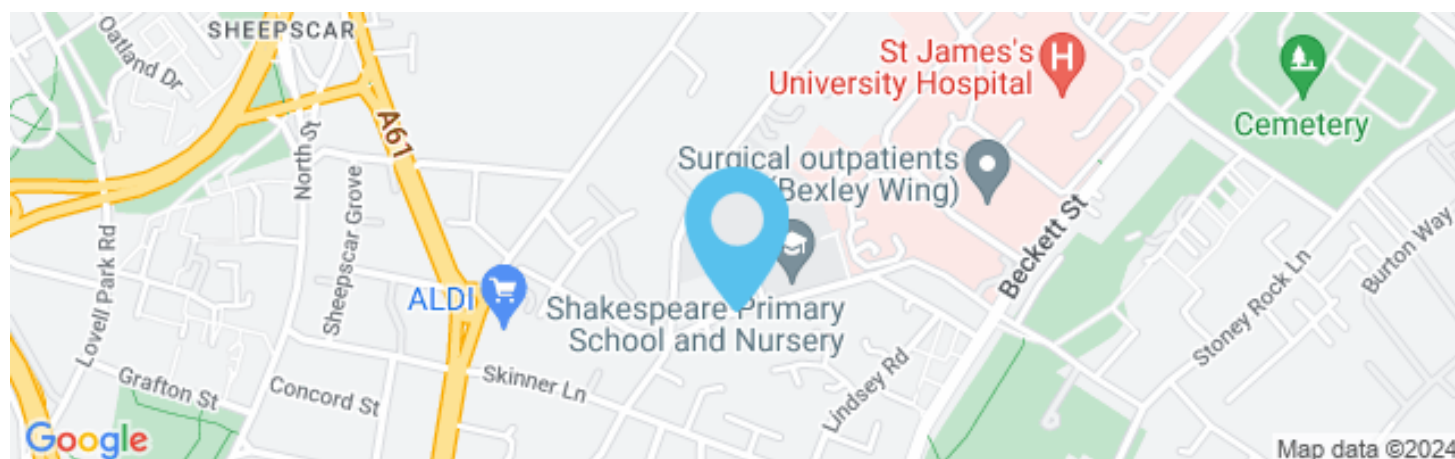 SHEEPSCAR
Oatland Dr
North St
A61
Sheepscar Grove
Lovell Park Rd
St James's
University Hospital
H
Cemetery
Surgical outpatients
(Bexley Wing)
Beckett St
Burton Way
Stoney Rock Ln
ALDI
Shakespeare Primary
School and Nursery
Lindsey Rd
Skinner Ln
Grafton St
Concord St
Google
Map data ©2024